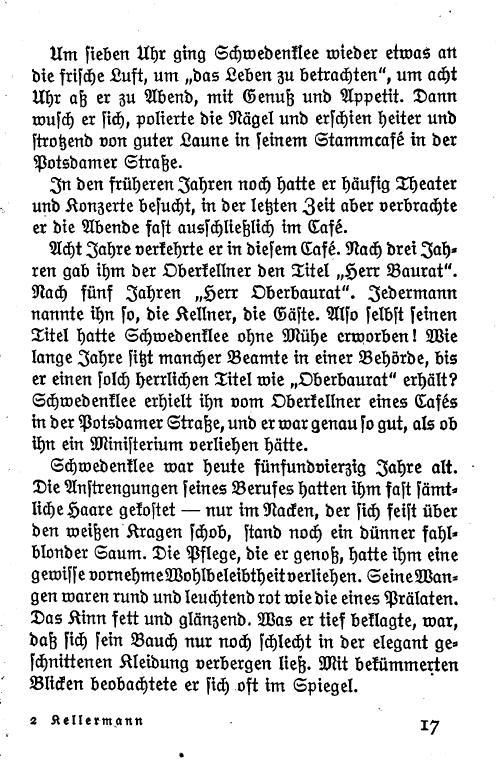 Um sieben Uhr ging Schwedenklee wieder etwas an
die frische Luft, um „das Leben zu betrachten“, um acht
Uhr aß er zu Abend, mit Genuß und Appetit. Dann
wusch er sich, polierte die Nägel und erschien heiter und
strotzend von guter Laune in seinem Stammcafé in der
Potsdamer Straße.
In den früheren Jahren noch hatte er häufig Theater
und Konzerte besucht, in der letzten Zeit aber verbrachte
er die Abende fast ausschließlich im Café.
Acht Jahre verkehrte er in diesem Café. Nach drei Jah-
ren gab ihm der Oberkellner den Titel „Herr Baurat“.
Nach fünf Jahren „Herr Oberbaurat“. Jedermann
nannte ihn so, die Kellner, die Gäste. Also selbst seinen
Titel hatte Schwedenklee ohne Mühe erworben! Wie
lange Jahre sitzt mancher Beamte in einer Behörde, bis
er einen solch herrlichen Titel wie „Oberbaurat“ erhält?
Schwedenklee erhielt ihn vom Oberkellner eines Cafés
in der Potsdamer Straße, und er war genau so gut, als ob
ihn ein Ministerium verliehen hätte.
Schwedenklee war heute fünfundvierzig Jahre alt.
Die Anstrengungen seines Berufes hatten ihm fast sämt-
liche Haare gekostet — nur im Nacken, der sich feist über
den weißen Kragen schob, stand noch ein dünner fahl-
blonder Saum. Die Pflege, die er genoß, hatte ihm eine
gewisse vornehme Wohlbeleibtheit verliehen. Seine Wan-
gen waren rund und leuchtend rot wie die eines Prälaten.
Das Kinn fett und glänzend. Was er tief beklagte, war,
daß sich sein Bauch nur noch schlecht in der elegant ge-
schnittenen Kleidung verbergen ließ. Mit bekümmerten
Blicken beobachtete er sich oft im Spiegel.
2 Kellermann
17